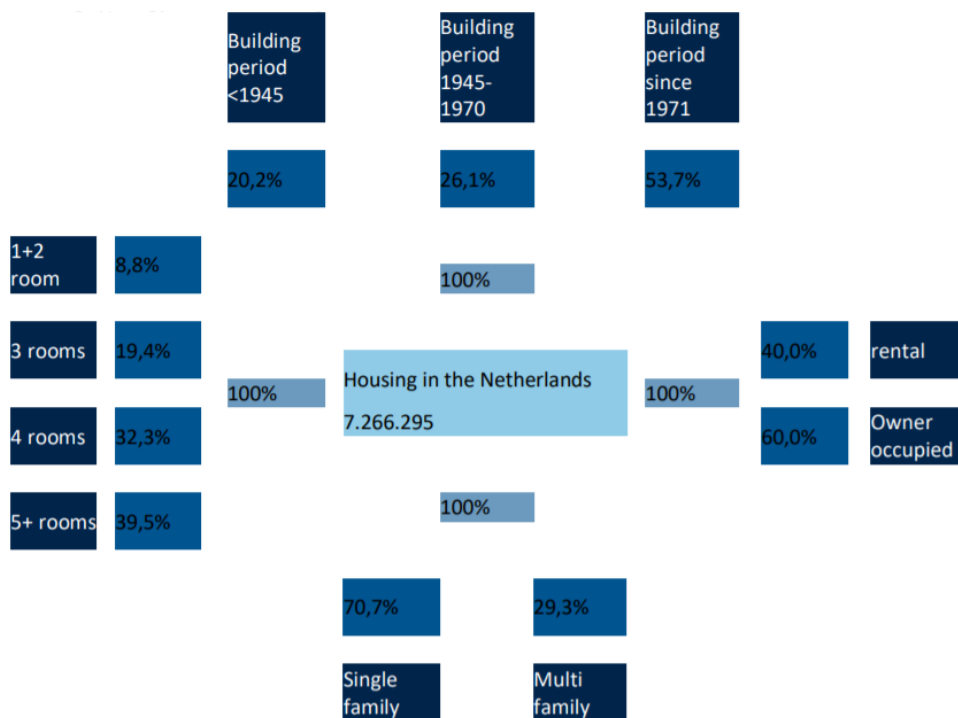 Building
period
<1945
Building
period
1945-
1970
Building
period
since
1971
20,2%
26,1%
53,7%
1+2
room
8,8%
100%
3 rooms
19,4%
40,0%
rental
100%
Housing in the Netherlands
7.266.295
100%
4 rooms
32,3%
60,0%
Owner
occupied
5+ rooms
39,5%
100%
70,7%
29,3%
Single
family
Multi
family